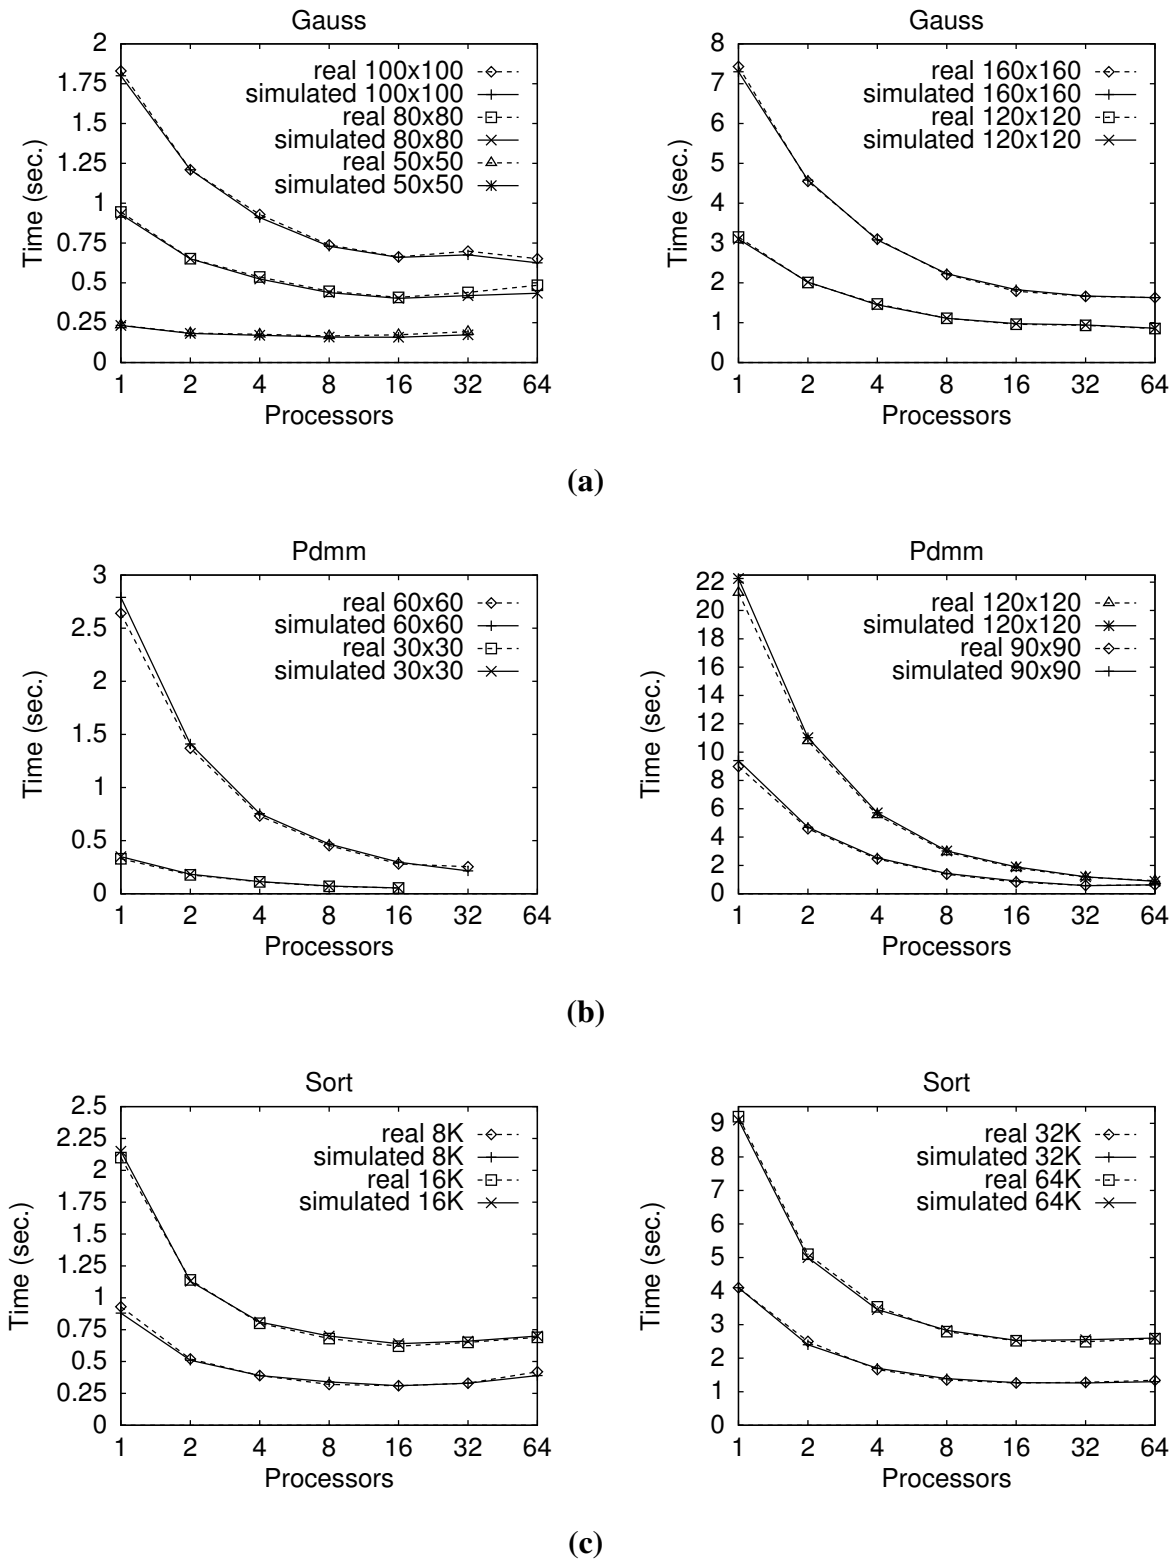 Gauss
2
1.75
1.5
1.25
1
0.75
0.5
0.25
0
Time (sec.)
real 100x100
simulated 100x100
real 80x80
simulated 80x80
real 50x50
simulated 50x50
1 2 4 8 16 32 64
Processors
Gauss
8
7
6
5
4
3
2
1
0
Time (sec.)
real 160x160
simulated 160x160
real 120x120
simulated 120x120
1 2 4 8 16 32 64
Processors
(a)
Pdmm
3
2.5
2
1.5
1
0.5
0
Time (sec.)
real 60x60
simulated 60x60
real 30x30
simulated 30x30
1 2 4 8 16 32 64
Processors
Pdmm
22
20
18
16
14
12
10
8
6
4
2
0
Time (sec.)
real 120x120
simulated 120x120
real 90x90
simulated 90x90
1 2 4 8 16 32 64
Processors
(b)
Sort
2.5
2.25
2
1.75
1.5
1.25
1
0.75
0.5
0.25
0
Time (sec.)
real 8K
simulated 8K
real 16K
simulated 16K
1 2 4 8 16 32 64
Processors
Sort
9
8
7
6
5
4
3
2
1
0
Time (sec.)
real 32K
simulated 32K
real 64K
simulated 64K
1 2 4 8 16 32 64
Processors
(c)